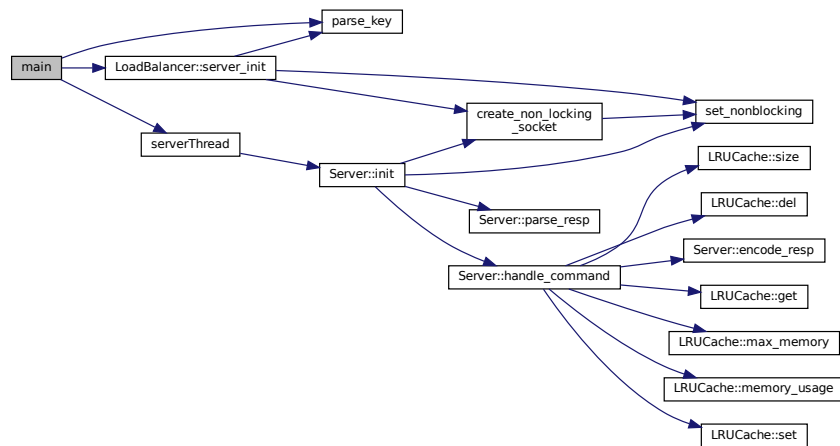 parse_key
main
LoadBalancer::server_init
create_non_locking
_socket
set_nonblocking
serverThread
LRUCache::size
Server::init
LRUCache::del
Server::parse_resp
Server::encode_resp
Server::handle_command
LRUCache::get
LRUCache::max_memory
LRUCache::memory_usage
LRUCache::set